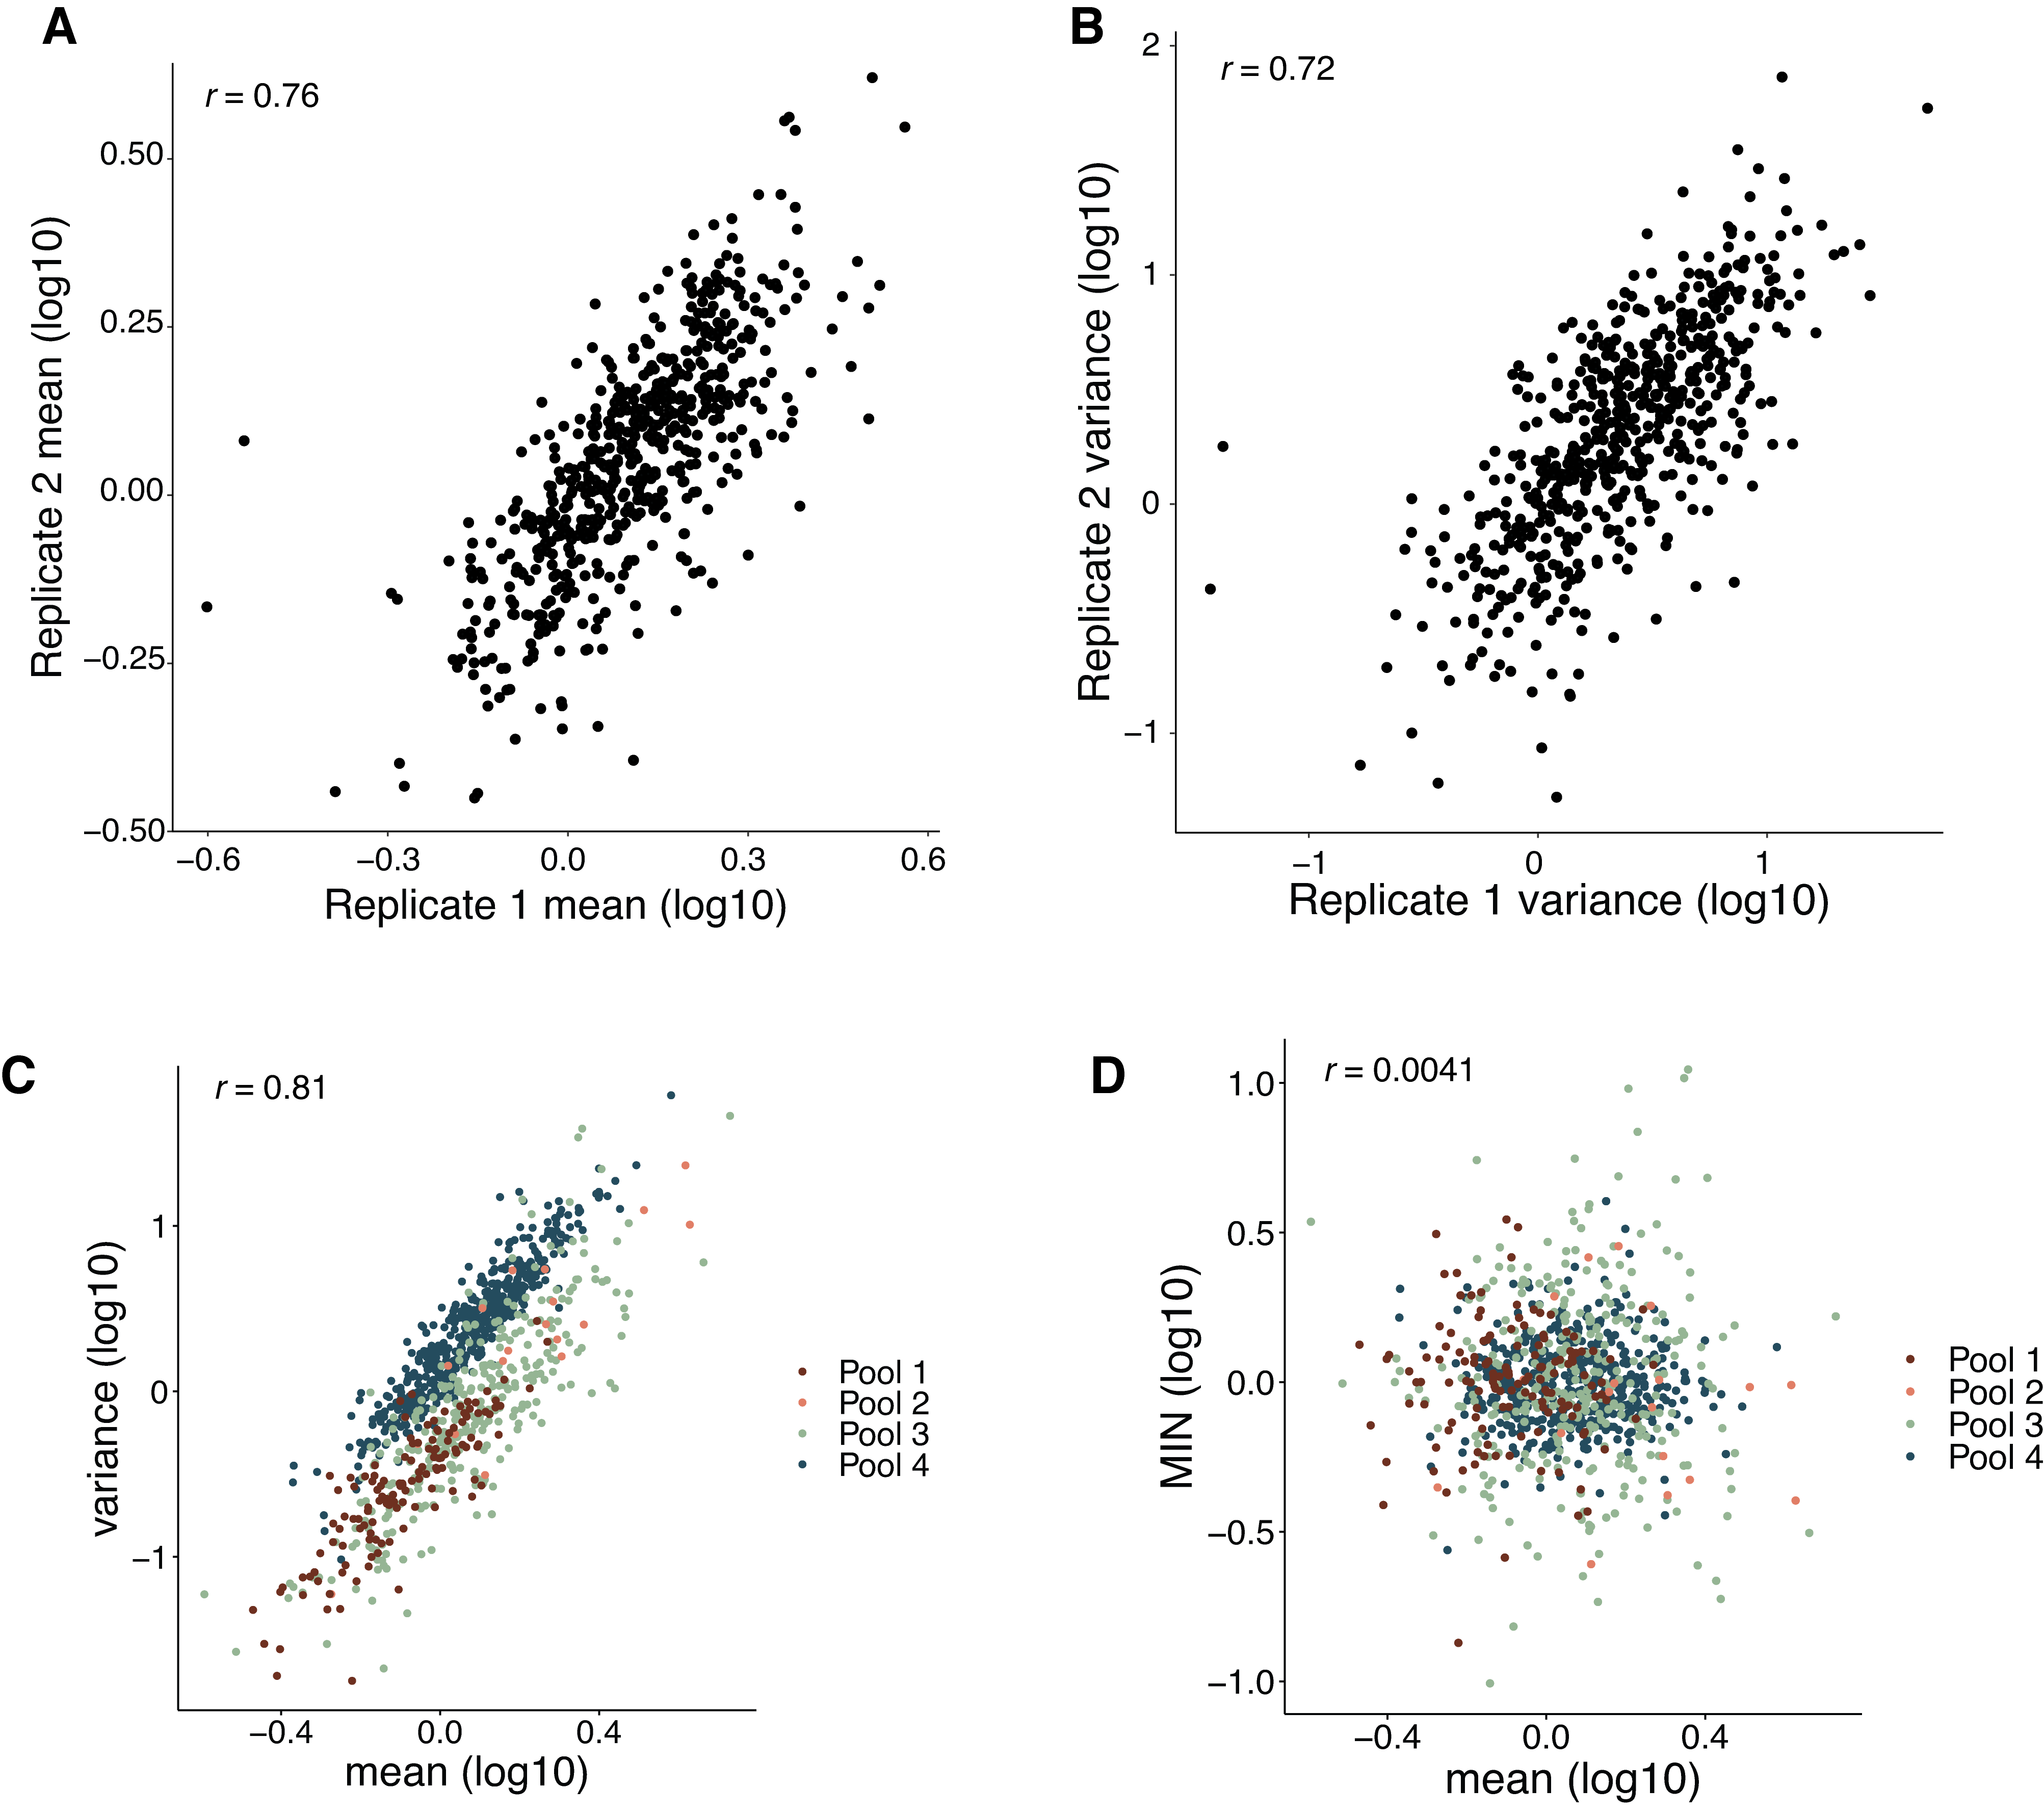 A
r = 0.76
0.50
0.25
0.00
−0.25
−0.50
−0.6
−0.3
0.0
0.3
0.6
Replicate 2 mean (log10)
Replicate 1 mean (log10)
B
r = 0.72
2
1
0
−1
−1
0
1
Replicate 2 variance (log10)
Replicate 1 variance (log10)
C
r = 0.81
1
0
−1
−0.4
0.0
0.4
variance (log10)
mean (log10)
Pool 1
Pool 2
Pool 3
Pool 4
D
r = 0.0041
1.0
0.5
0.0
−0.5
−1.0
−0.4
0.0
0.4
MIN (log10)
mean (log10)
Pool 1
Pool 2
Pool 3
Pool 4